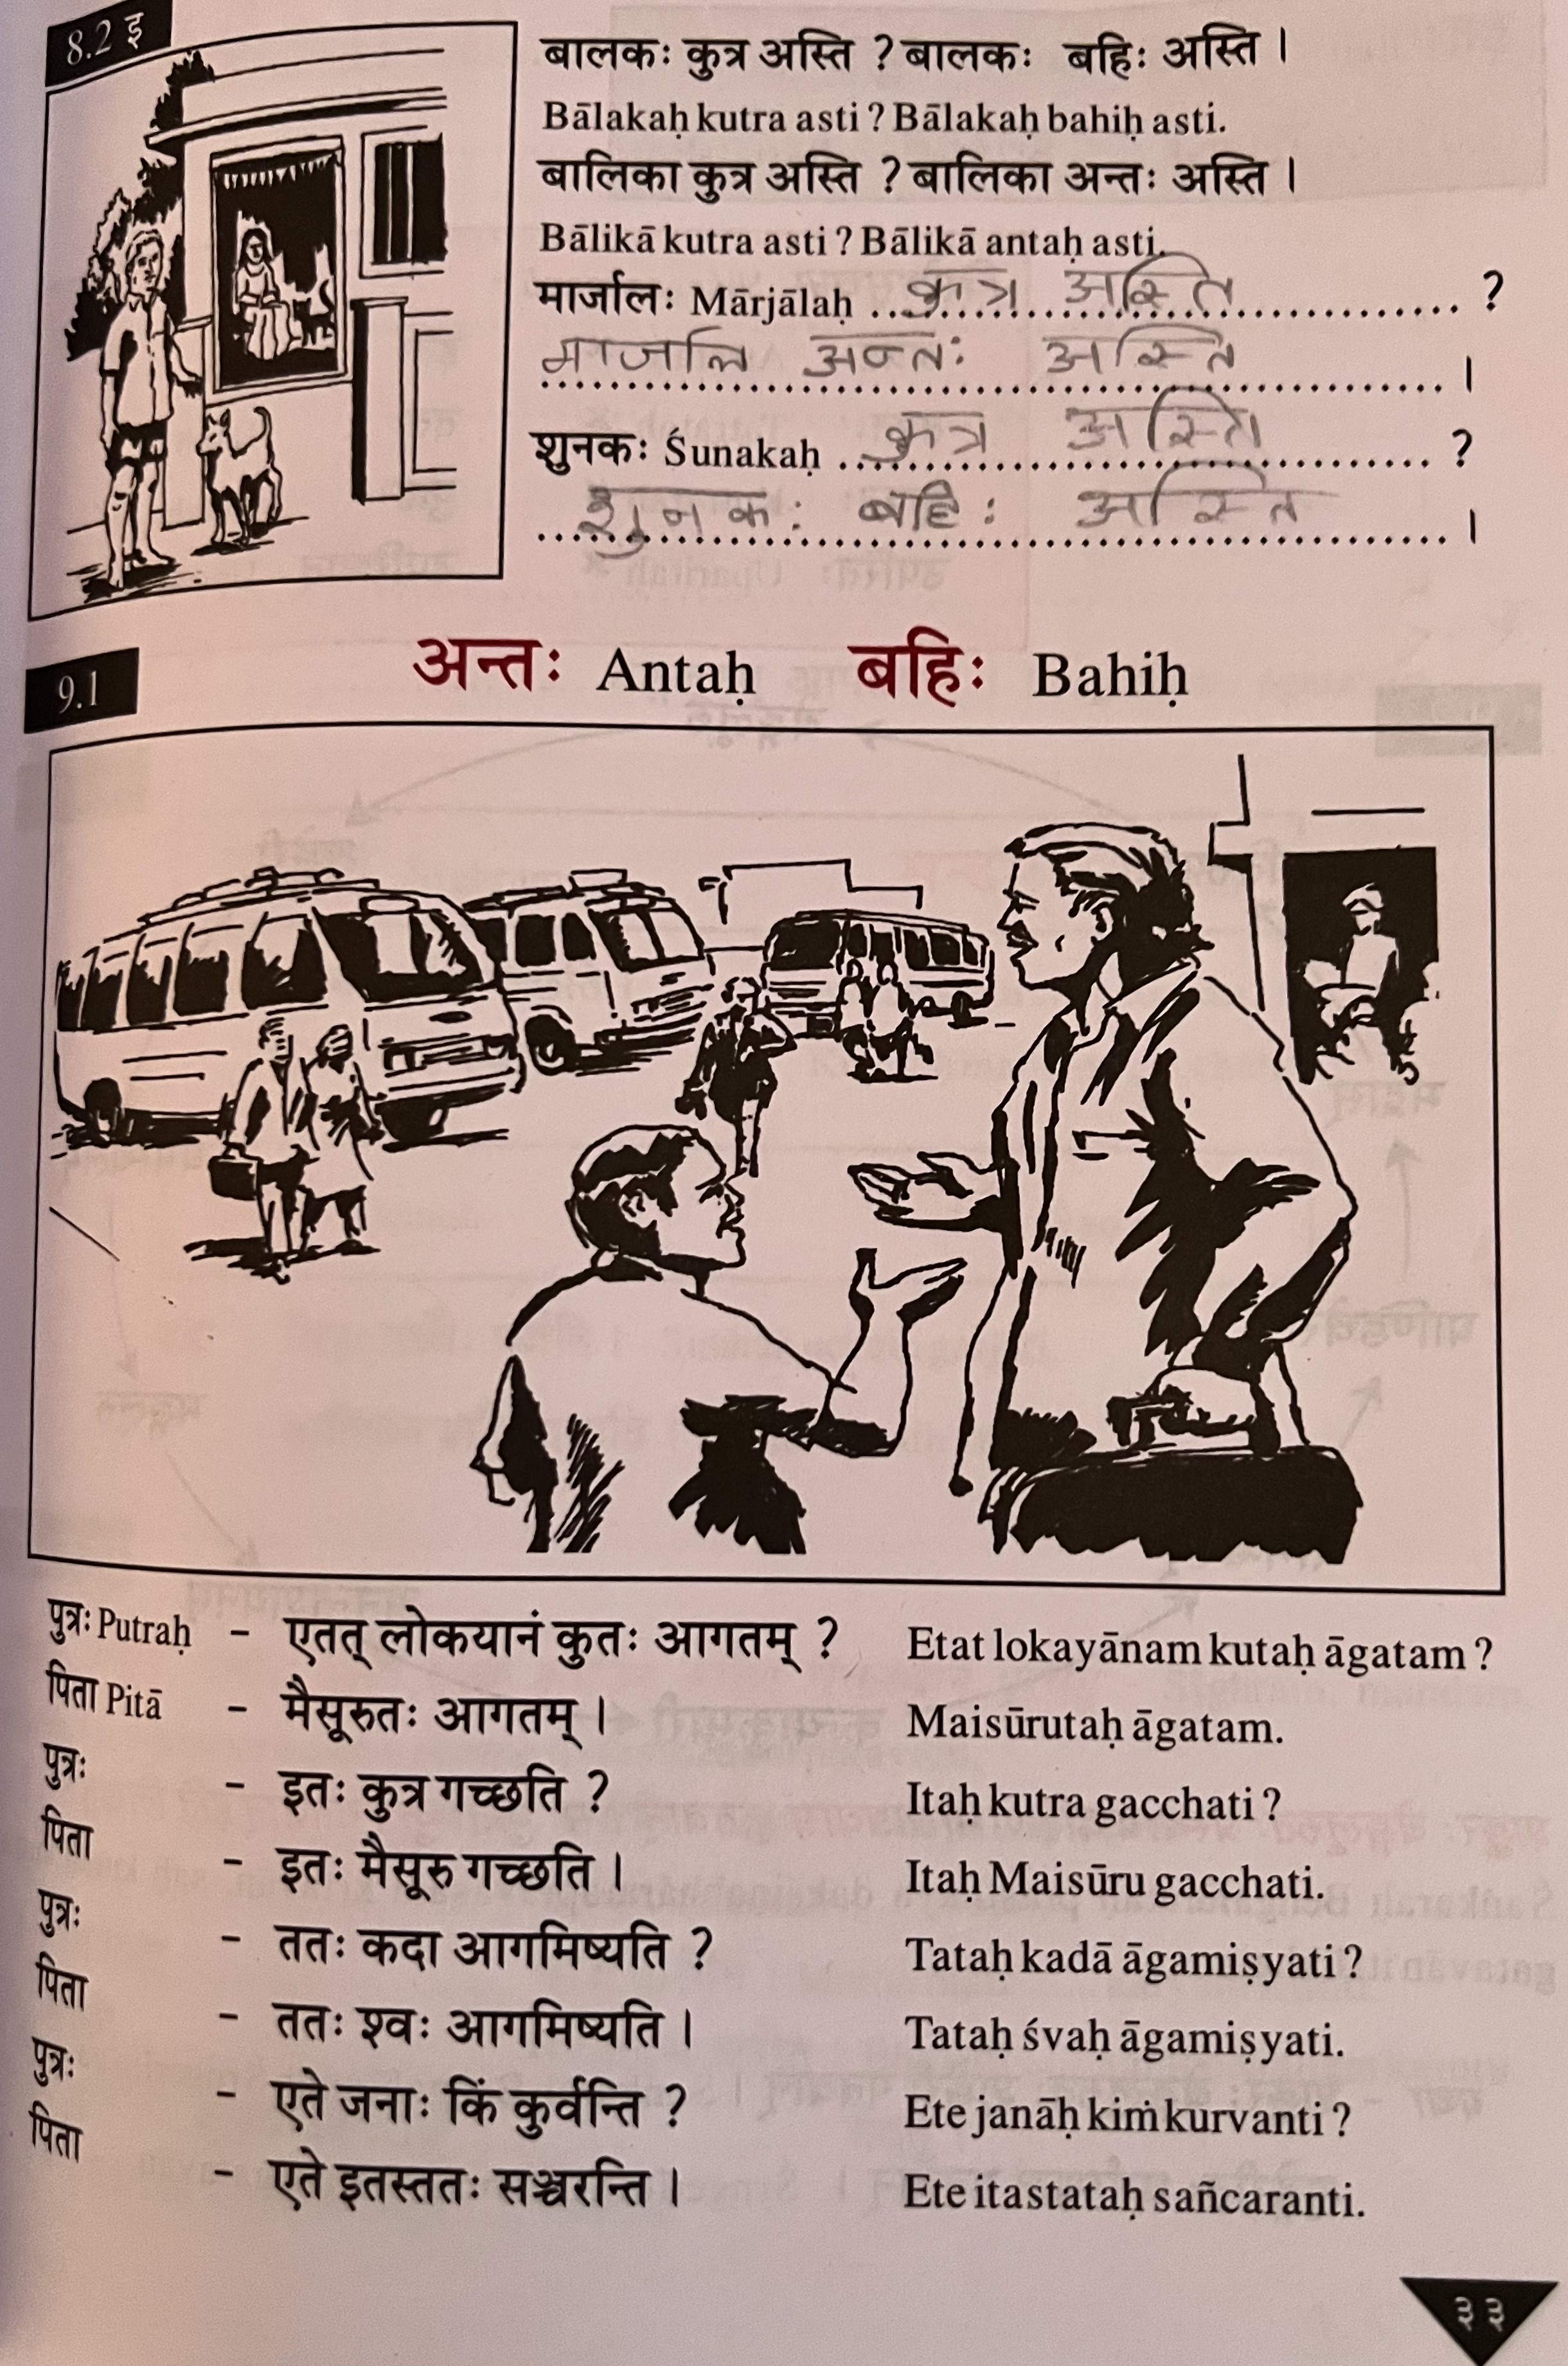 8.2 इ
बालकः कुत्र अस्ति ? बालकः बहिः अस्ति ।
Bālakaḥ kutra asti ? Bālakaḥ bahiḥ asti.
बालिका कुत्र अस्ति ? बालिका अन्तः अस्ति ।
Bālikā kutra asti ? Bālikā antaḥ asti.
मार्जालः Mārjālaḥ कुत्र अस्ति ?
माजलि अन्तः अस्ति ।
शुनकः Śunakaḥ कुत्र अस्ति ?
शुनकः बहिः अस्ति ।
अन्तः Antaḥ बहिः Bahiḥ
9.1
पुत्रः Putraḥ - एतत् लोकयानं कुतः आगतम् ? Etat lokayānam kutaḥ āgatam ?
पिता Pitā - मैसूरुतः आगतम् । Maisūrutaḥ āgatam.
पुत्रः - इतः कुत्र गच्छति ? Itaḥ kutra gacchati ?
पिता - इतः मैसूरु गच्छति । Itaḥ Maisūru gacchati.
पुत्रः - ततः कदा आगमिष्यति ? Tataḥ kadā āgamiṣyati ?
पिता - ततः श्वः आगमिष्यति । Tataḥ śvaḥ āgamiṣyati.
पुत्रः - एते जनाः किं कुर्वन्ति ? Ete janāḥ kiṁ kurvanti ?
पिता - एते इतस्ततः सञ्चरन्ति । Ete itastataḥ sañcaranti.
३३